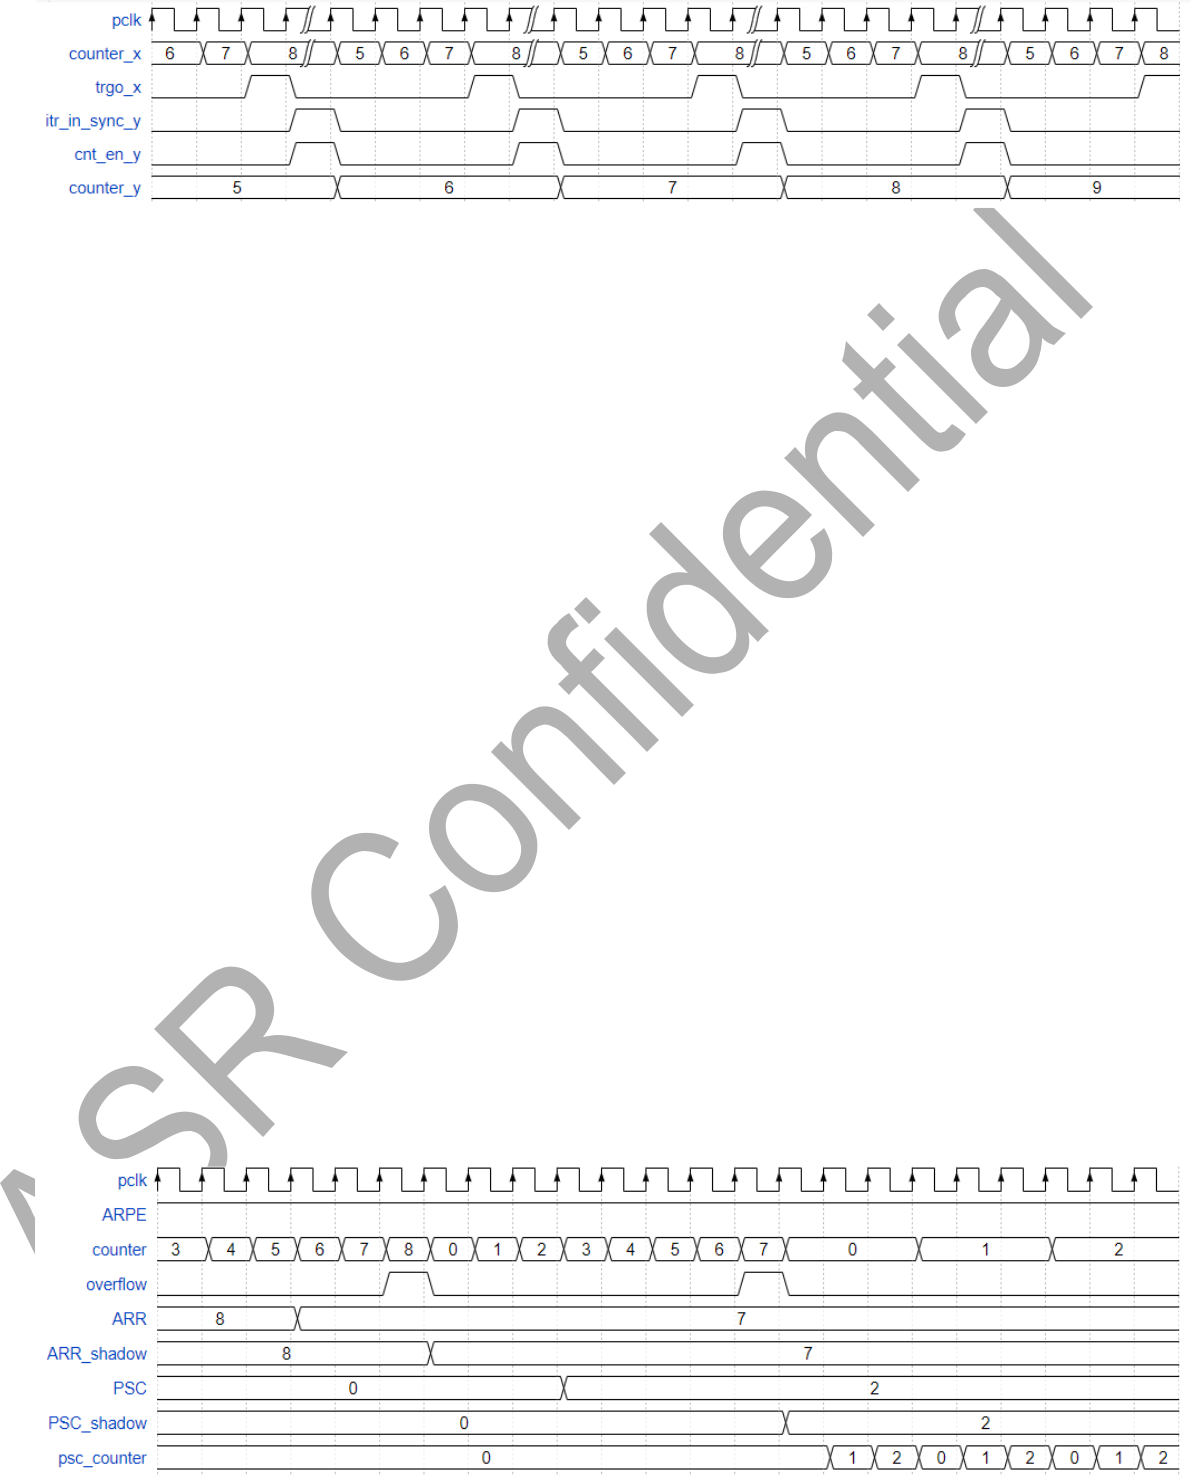 pclk
counter_x 6 7 8 5 6 7 8 5 6 7 8 5 6 7 8 5 6 7 8
trgo_x
itr_in_sync_y
cnt_en_y
counter_y 5 6 7 8 9
ASR Confidential
pclk
ARPE
counter 3 4 5 6 7 8 0 1 2 3 4 5 6 7 0 1 2
overflow
ARR 8 7
ARR_shadow 8 7
PSC 0 2
PSC_shadow 0 2
psc_counter 0 1 2 0 1 2 0 1 2